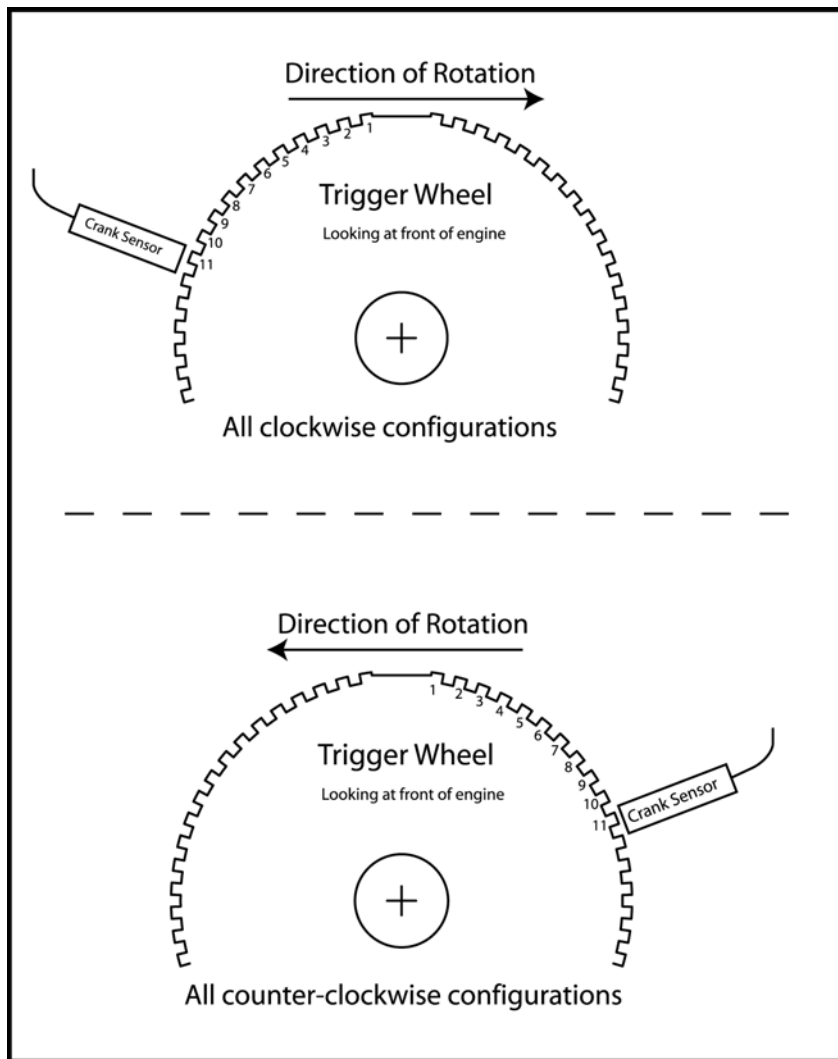 Direction of Rotation
1
2
3
4
5
6
7
8
9
10
11
Crank Sensor
Trigger Wheel
Looking at front of engine
All clockwise configurations
Direction of Rotation
1
2
3
4
5
6
7
8
9
10
11
Crank Sensor
Trigger Wheel
Looking at front of engine
All counter-clockwise configurations